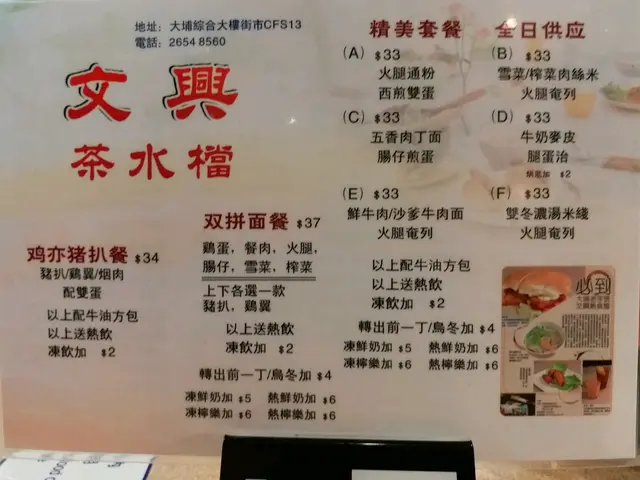 地址: 大埔綜合大樓街市CFS13
電話: 2654 8560
文興
茶水檔
鸡亦猪扒餐 $34
豬扒/鷄翼/烟肉
配雙蛋
以上配牛油方包
以上送熱飲
凍飲加 $2
双拼面餐 $37
鷄蛋, 餐肉, 火腿,
腸仔, 雪菜, 榨菜
上下各選一款
豬扒, 鷄翼
以上送熱飲
凍飲加 $2
轉出前一丁/烏冬加 $4
凍鮮奶加 $5 熱鮮奶加 $6
凍檸樂加 $6 熱檸樂加 $6
精美套餐 全日供应
(A) $33
火腿通粉
西煎雙蛋
(B) $33
雪菜/榨菜肉絲米
火腿奄列
(C) $33
五香肉丁面
腸仔煎蛋
(D) $33
牛奶麥皮
腿蛋治
烘底加 $2
(E) $33
鮮牛肉/沙爹牛肉面
火腿奄列
(F) $33
雙冬濃湯米綫
火腿奄列
以上配牛油方包
以上送熱飲
凍飲加 $2
轉出前一丁/烏冬加 $4
凍鮮奶加 $5 熱鮮奶加 $6
凍檸樂加 $6 熱檸樂加 $6
必到